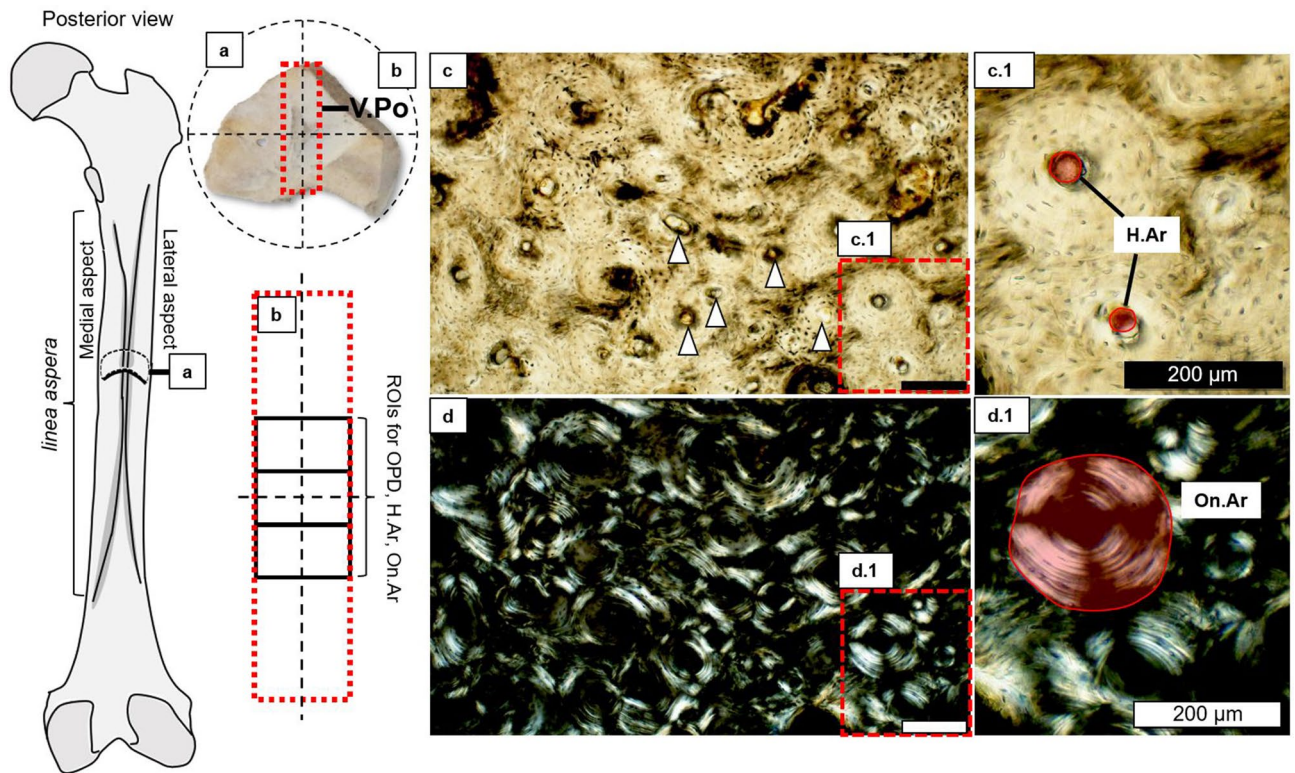 Posterior view
a
b
V.Po
linea aspera
Medial aspect
Lateral aspect
a
b
ROIs for OPD, H.Ar, On.Ar
c
c.1
c.1
H.Ar
200 µm
d
d.1
d.1
On.Ar
200 µm